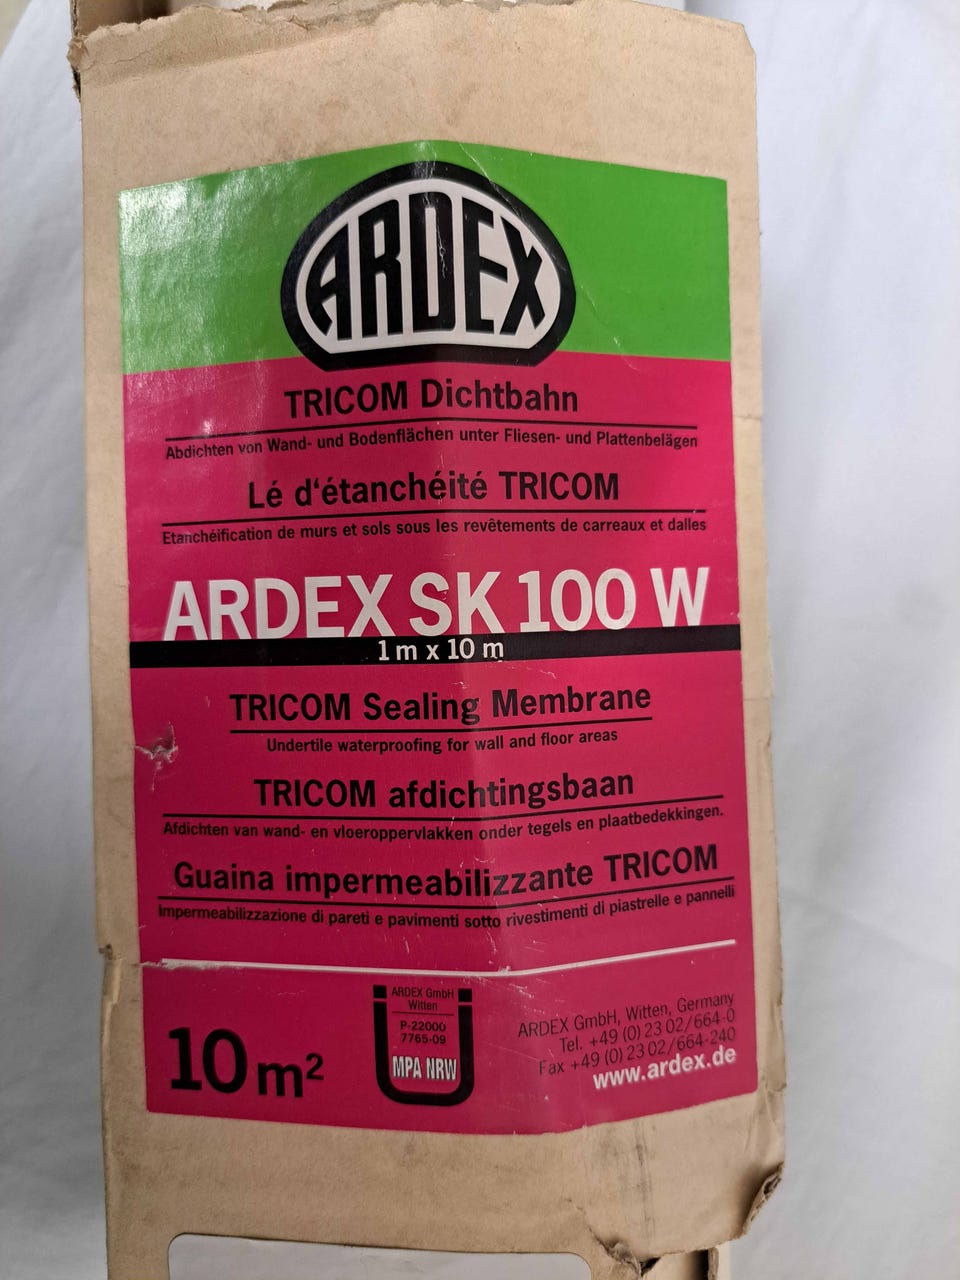 ARDEX
TRICOM Dichtbahn
Abdichten von Wand- und Bodenflächen unter Fliesen- und Plattenbelägen
Lé d‘étanchéité TRICOM
Etanchéification de murs et sols sous les revêtements de carreaux et dalles
ARDEX SK 100 W
1 m x 10 m
TRICOM Sealing Membrane
Undertile waterproofing for wall and floor areas
TRICOM afdichtingsbaan
Afdichten van wand- en vloeroppervlakken onder tegels en plaatbedekkingen.
Guaina impermeabilizzante TRICOM
Impermeabilizzazione di pareti e pavimenti sotto rivestimenti di piastrelle e pannelli
10 m²
ARDEX GmbH
Witten
P-22000
7765-09
MPA NRW
ARDEX GmbH, Witten, Germany
Tel. +49 (0) 23 02/664-0
Fax +49 (0) 23 02/664-240
www.ardex.de